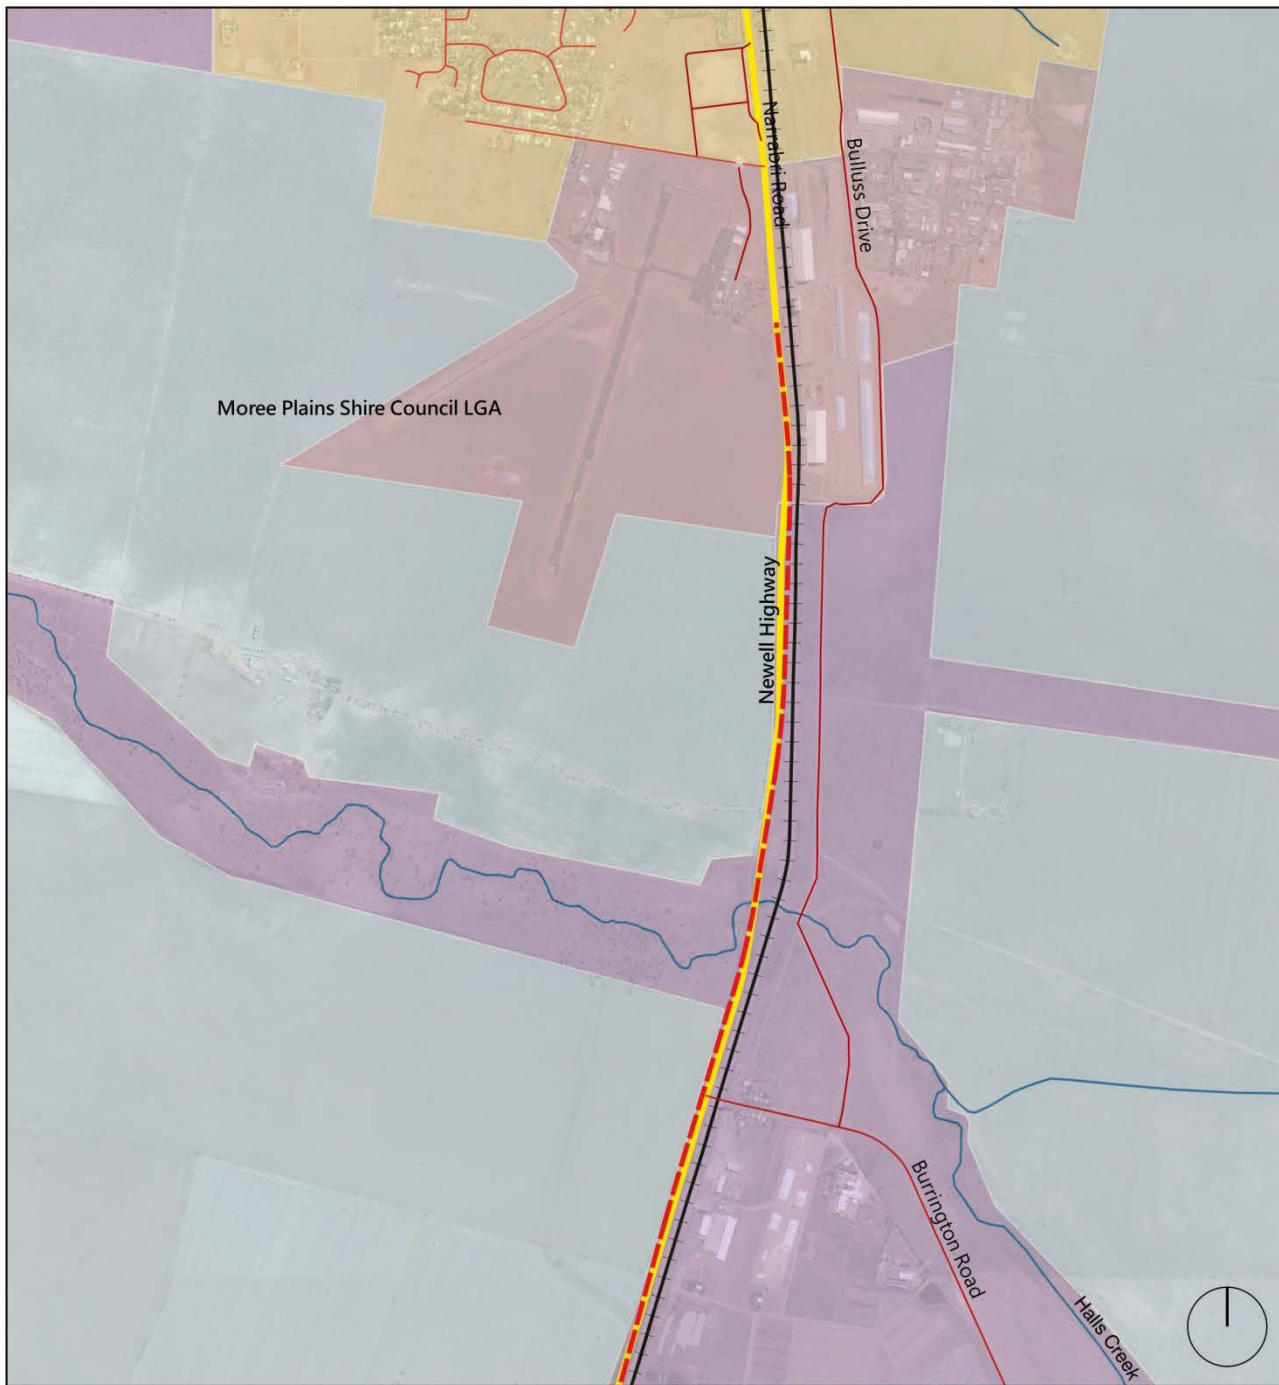 Narrabri Road
Bulluss Drive
Moree Plains Shire Council LGA
Newell Highway
Burrington Road
Halls Creek